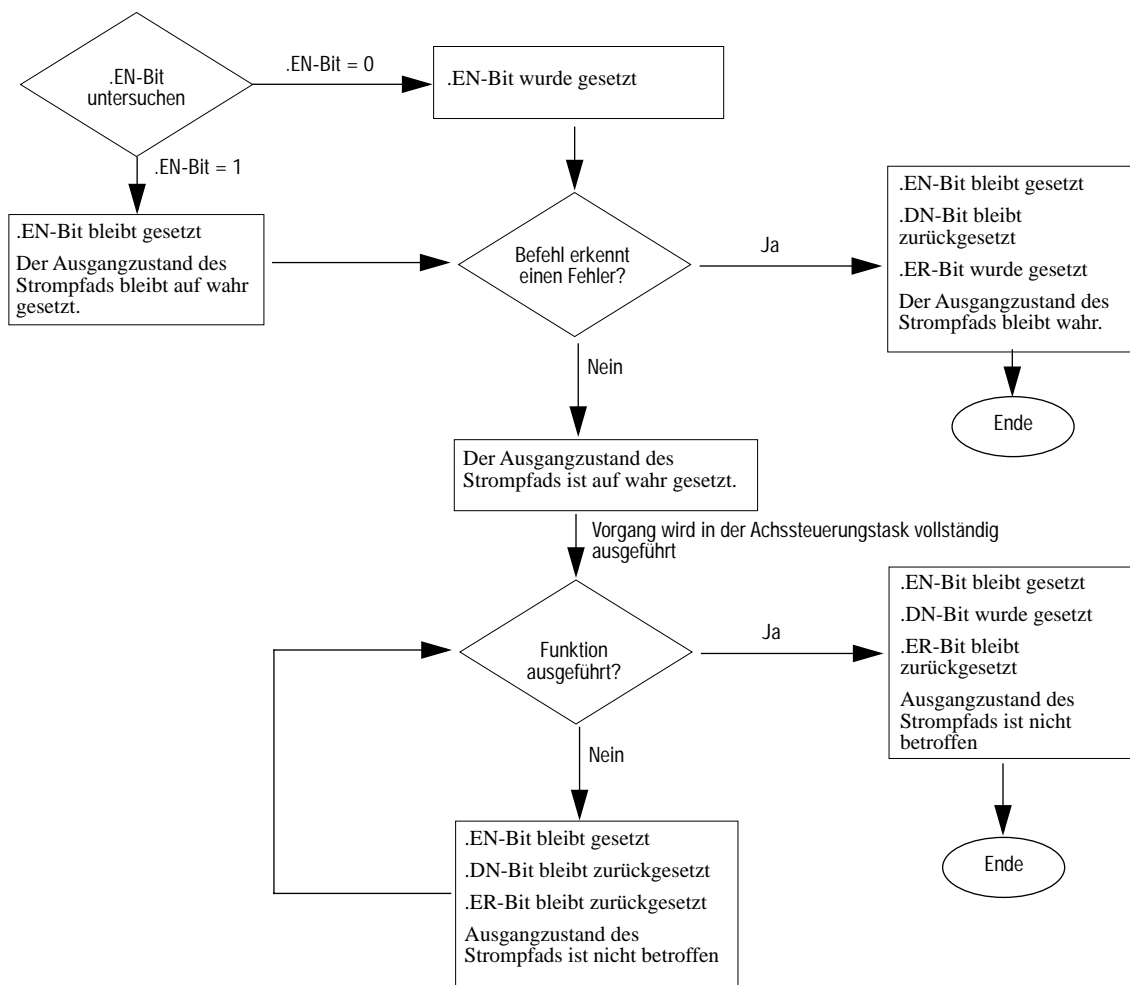 .EN-Bit
untersuchen
.EN-Bit = 0
.EN-Bit wurde gesetzt
.EN-Bit = 1
.EN-Bit bleibt gesetzt
Der Ausgangzustand des
Strompfads bleibt auf wahr
gesetzt.
Befehl erkennt
einen Fehler?
Ja
.EN-Bit bleibt gesetzt
.DN-Bit bleibt
zurückgesetzt
.ER-Bit wurde gesetzt
Der Ausgangzustand des
Strompfads bleibt wahr.
Ende
Nein
Der Ausgangzustand des
Strompfads ist auf wahr gesetzt.
Vorgang wird in der Achssteuerungstask vollständig
ausgeführt
Funktion
ausgeführt?
Ja
.EN-Bit bleibt gesetzt
.DN-Bit wurde gesetzt
.ER-Bit bleibt
zurückgesetzt
Ausgangzustand des
Strompfads ist nicht
betroffen
Ende
Nein
.EN-Bit bleibt gesetzt
.DN-Bit bleibt zurückgesetzt
.ER-Bit bleibt zurückgesetzt
Ausgangzustand des
Strompfads ist nicht betroffen